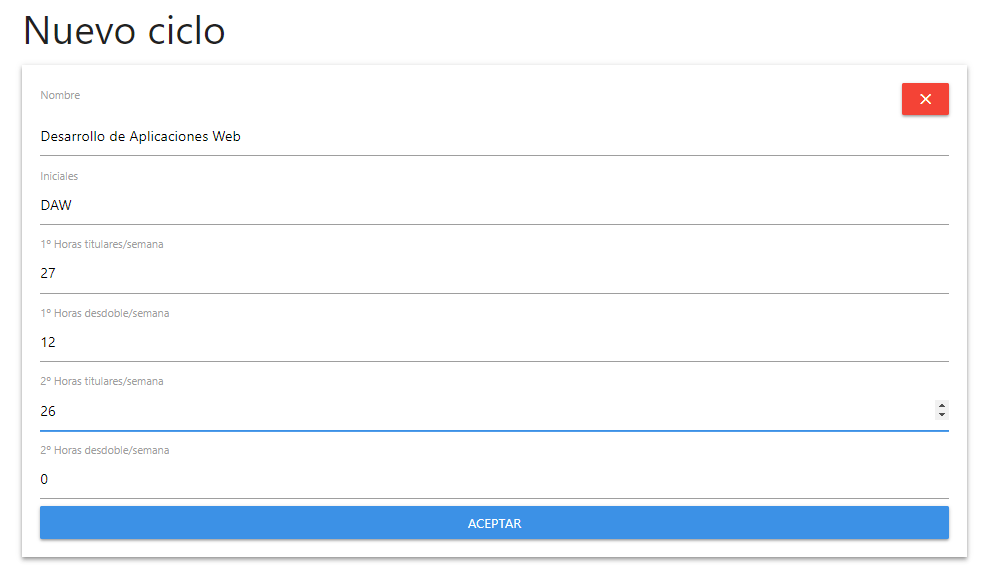 Nuevo ciclo
Nombre
Desarrollo de Aplicaciones Web
Iniciales
DAW
1º Horas titulares/semana
27
1º Horas desdoble/semana
12
2º Horas titulares/semana
26
2º Horas desdoble/semana
0
ACEPTAR